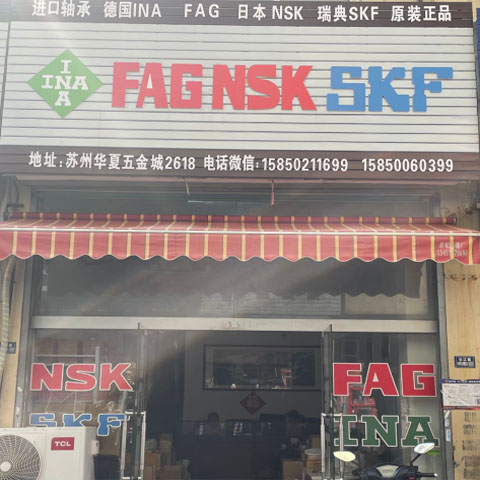 进口轴承 德国INA FAG 日本NSK 瑞典SKF 原装正品
INA
INA FAG NSK SKF
地址:苏州华夏五金城2618 电话微信:15850211699 15850060399
NSK
SKF
FAG
INA
TCL